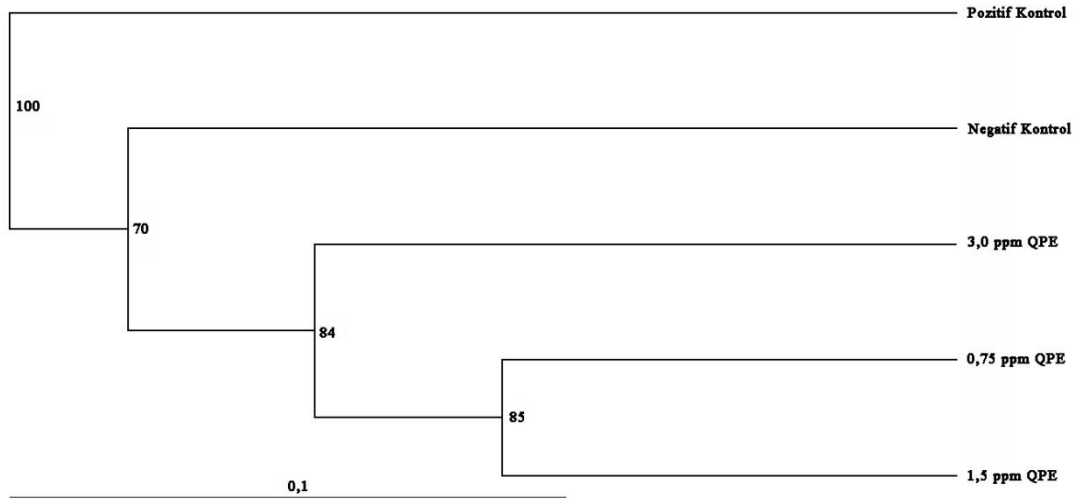 Pozitif Kontrol
100
Negatif Kontrol
70
3,0 ppm QPE
84
0,75 ppm QPE
85
1,5 ppm QPE
0,1